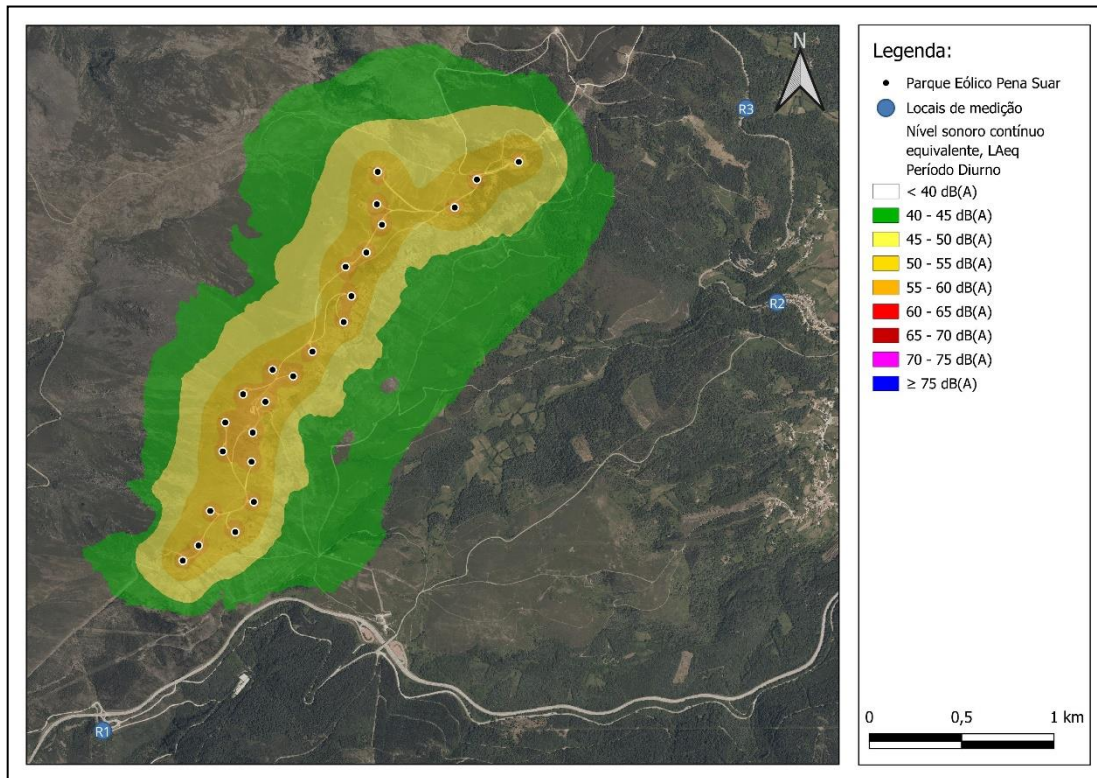 N
R3
R2
R1
Legenda:
Parque Eólico Pena Suar
Locais de medição
Nível sonoro contínuo
equivalente, LAeq
Período Diurno
< 40 dB(A)
40 - 45 dB(A)
45 - 50 dB(A)
50 - 55 dB(A)
55 - 60 dB(A)
60 - 65 dB(A)
65 - 70 dB(A)
70 - 75 dB(A)
≥ 75 dB(A)
0 0,5 1 km